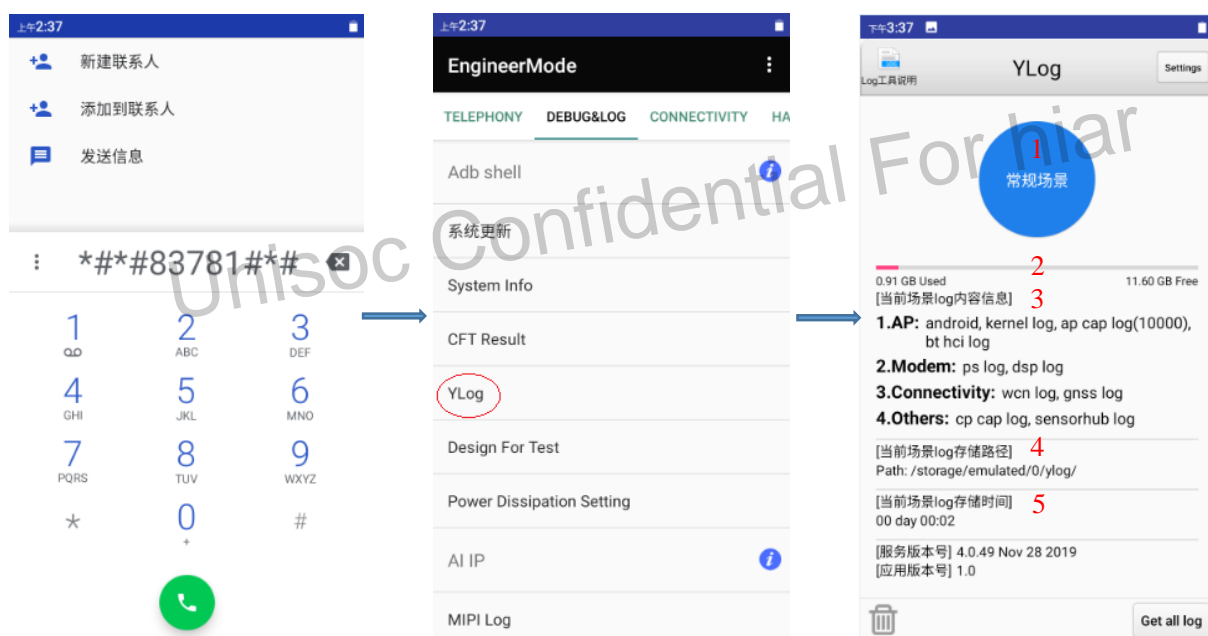 上午2:37
新建联系人
添加到联系人
发送信息
*#*#83781#*#
1
2
ABC
3
DEF
4
GHI
5
JKL
6
MNO
7
PQRS
8
TUV
9
WXYZ
*
0
+
#
上午2:37
EngineerMode
TELEPHONY DEBUG&LOG CONNECTIVITY HA
Adb shell
系统更新
System Info
CFT Result
YLog
Design For Test
Power Dissipation Setting
AI IP
MIPI Log
下午3:37
Log工具说明
YLog
Settings
1
常规场景
2
0.91 GB Used 11.60 GB Free
[当前场景log内容信息] 3
1.AP: android, kernel log, ap cap log(10000),
bt hci log
2.Modem: ps log, dsp log
3.Connectivity: wcn log, gnss log
4.Others: cp cap log, sensorhub log
[当前场景log存储路径] 4
Path: /storage/emulated/0/ylog/
[当前场景log存储时间] 5
00 day 00:02
[服务版本号] 4.0.49 Nov 28 2019
[应用版本号] 1.0
Get all log
Unisoc Confidential For hiar